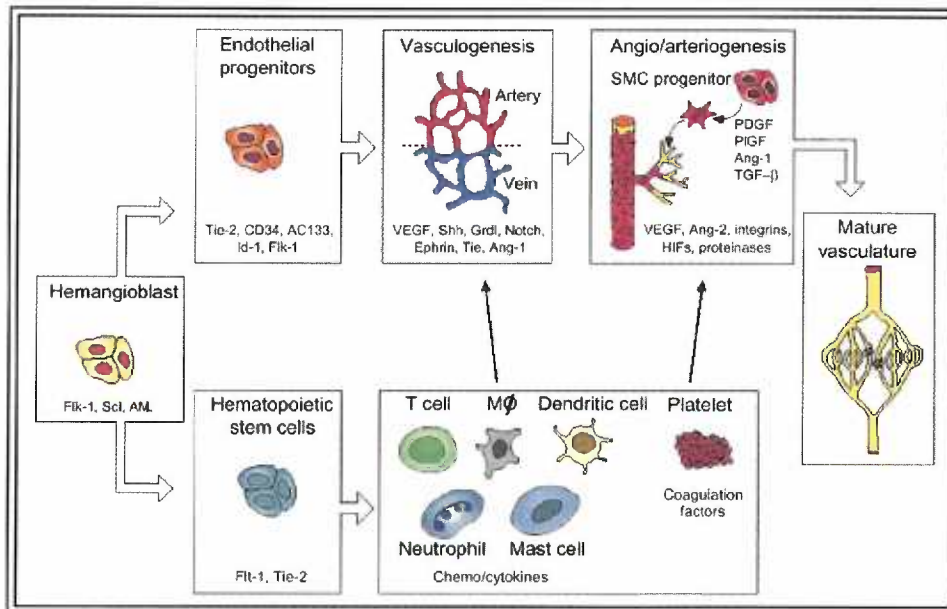 Endothelial
progenitors
Tie-2, CD34, AC133,
Id-1, Flk-1
Vasculogenesis
Artery
Vein
VEGF, Shh, Grdl, Notch,
Ephrin, Tie, Ang-1
Angio/arteriogenesis
SMC progenitor
PDGF
PlGF
Ang-1
TGF-β
VEGF, Ang-2, integrins,
HIFs, proteinases
Mature
vasculature
Hemangioblast
Flk-1, Scl, AML
Hematopoietic
stem cells
Flt-1, Tie-2
T cell
MΦ
Dendritic cell
Platelet
Coagulation
factors
Neutrophil
Mast cell
Chemo/cytokines